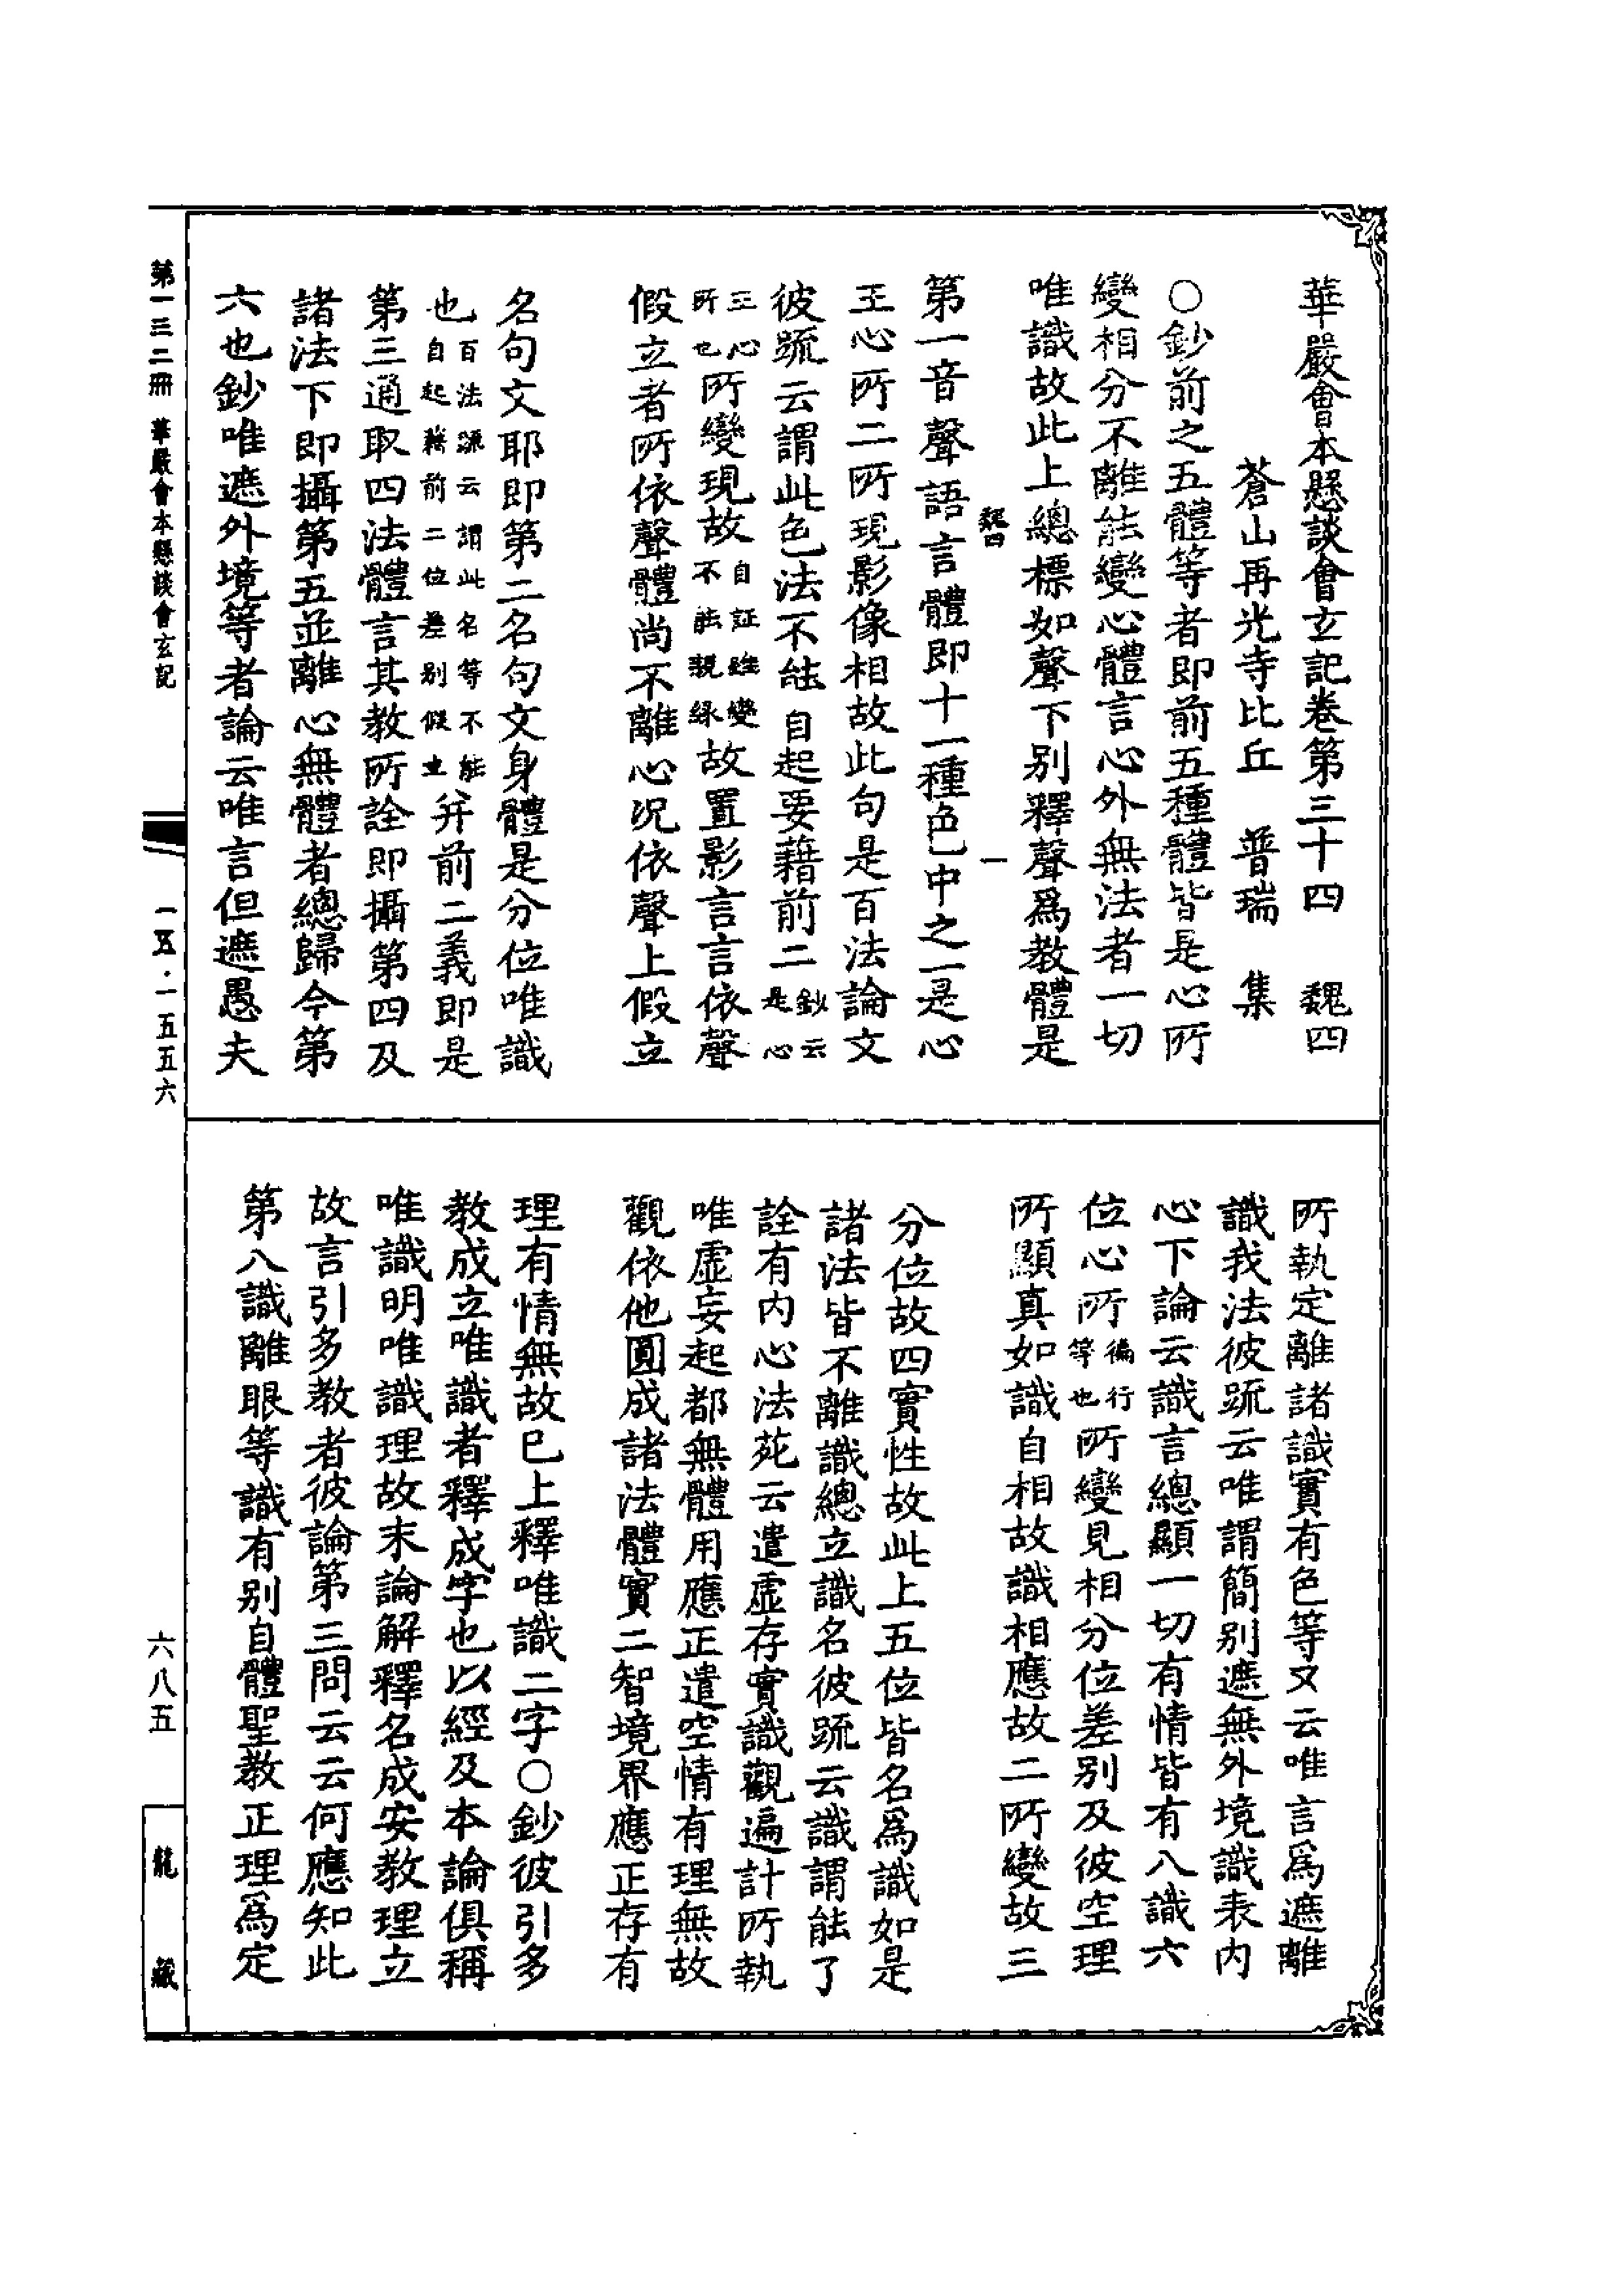 華嚴會本懸談會玄記卷第三十四　魏四
蒼山再光寺比丘　普瑞　集
○鈔前之五體等者即前五種體皆是心所
變相分不離能變心體言心外無法者一切
唯識故此上總標如聲下別釋聲爲教體是
魏四　一
第一音聲語言體即十一種色中之一是心
王心所二所現影像相故此句是百法論文
彼䟽云謂此色法不能自起要藉前二鈔云是心
王心所也所變現故自証雖變不能親緣故置影言言依聲
假立者所依聲體尚不離心況依聲上假立
名句文耶即第二名句文身體是分位唯識
也百法䟽云謂此名等不能自起藉前二位差別假立并前二義即是
第三通取四法體言其教所詮即攝第四及
諸法下即攝第五並離心無體者總歸今第
六也鈔唯遮外境等者論云唯言但遮愚夫
所執定離諸識實有色等又云唯言爲遮離
識我法彼䟽云唯謂簡別遮無外境識表內
心下論云識言總顯一切有情皆有八識六
位心所徧行等也所變見相分位差別及彼空理
所顯真如識自相故識相應故二所變故三
分位故四實性故此上五位皆名爲識如是
諸法皆不離識總立識名彼䟽云識謂能了
詮有內心法苑云遣虛存實識觀遍計所執
唯虛妄起都無體用應正遣空情有理無故
觀依他圓成諸法體實二智境界應正存有
理有情無故已上釋唯識二字○鈔彼引多
教成立唯識者釋成字也以經及本論俱稱
唯識明唯識理故末論解釋名成安教理立
故言引多教者彼論第三問云云何應知此
第八識離眼等識有別自體聖教正理爲定
第一三二冊　華嚴會本懸談會玄記
一五·一五五六
六八五
龍藏